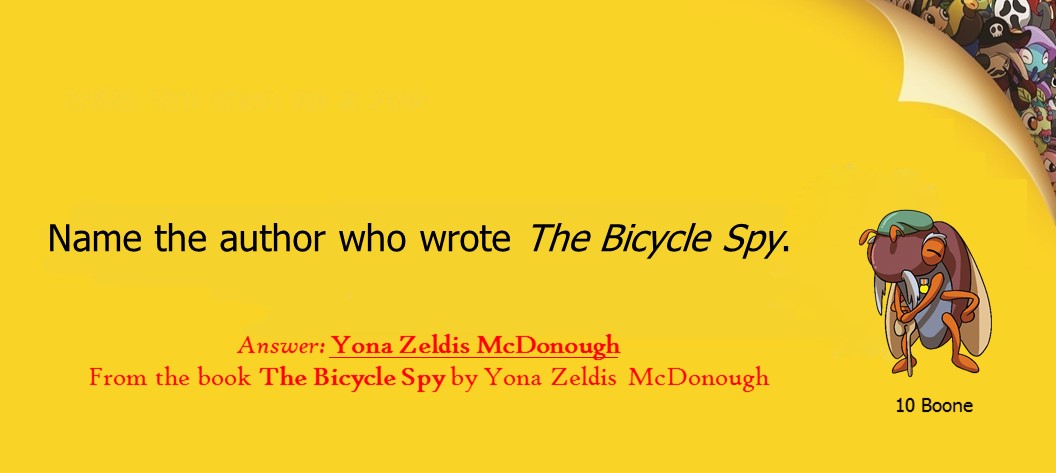 Name the author who wrote The Bicycle Spy.
Answer: Yona Zeldis McDonough
From the book The Bicycle Spy by Yona Zeldis McDonough
10 Boone